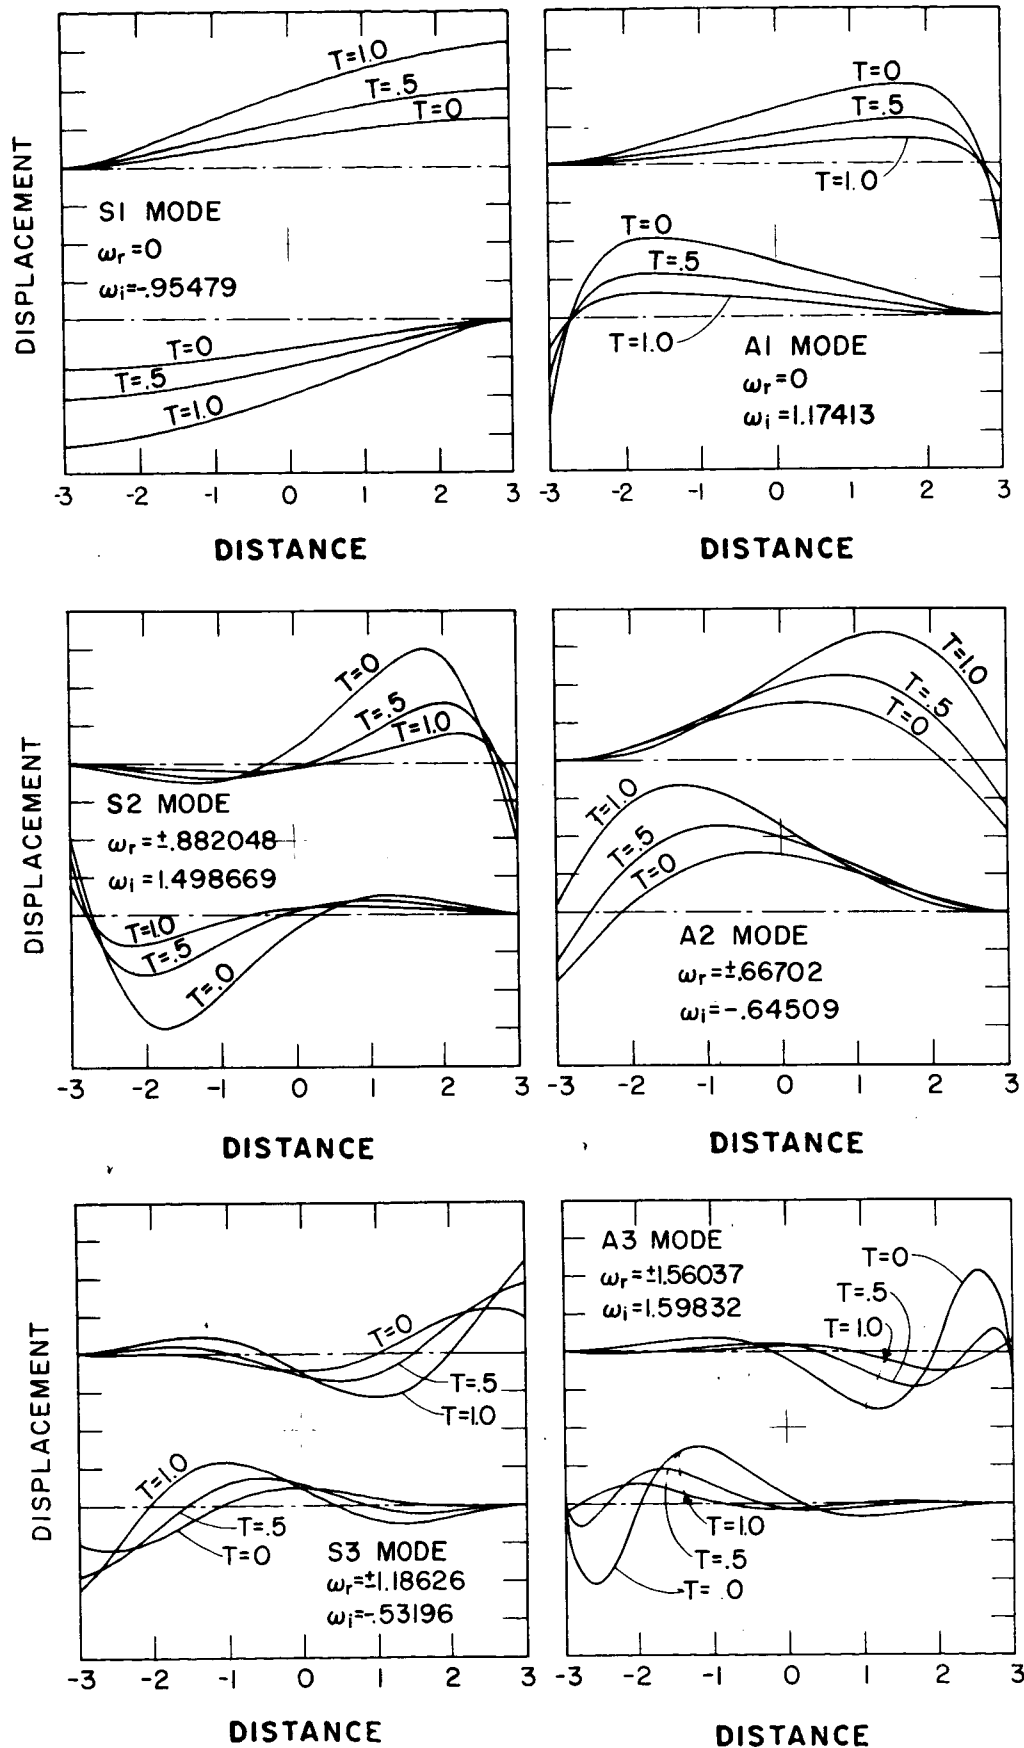 DISPLACEMENT
T=1.0
T=.5
T=0
S1 MODE
ωr=0
ωi=-.95479
T=0
T=.5
T=1.0
-3 -2 -1 0 1 2 3
DISTANCE
T=0
T=.5
T=1.0
T=0
T=.5
T=1.0
A1 MODE
ωr=0
ωi=1.17413
-3 -2 -1 0 1 2 3
DISTANCE
DISPLACEMENT
T=0
T=.5
T=1.0
S2 MODE
ωr=±.882048
ωi=1.498669
T=1.0
T=.5
T=.0
-3 -2 -1 0 1 2 3
DISTANCE
T=1.0
T=.5
T=0
T=1.0
T=.5
T=0
A2 MODE
ωr=±.66702
ωi=-.64509
-3 -2 -1 0 1 2 3
DISTANCE
DISPLACEMENT
T=0
T=.5
T=1.0
T=1.0
T=.5
T=0
S3 MODE
ωr=±1.18626
ωi=-.53196
-3 -2 -1 0 1 2 3
DISTANCE
A3 MODE
ωr=±1.56037
ωi=1.59832
T=0
T=.5
T=1.0
T=1.0
T=.5
T= .0
-3 -2 -1 0 1 2 3
DISTANCE